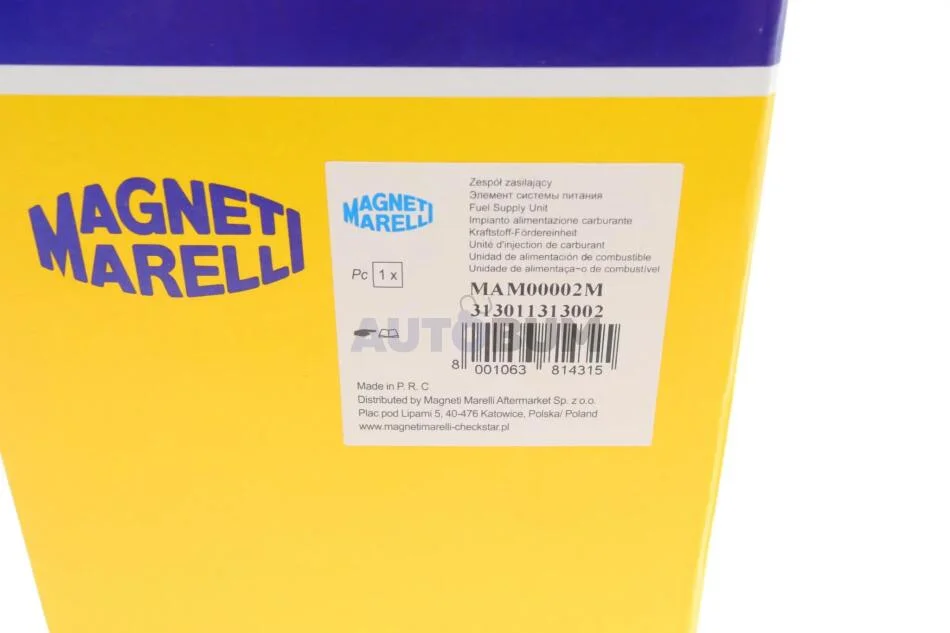 MAGNETI
MARELLI
MAGNETI
MARELLI
Pc 1 x
Zespół zasilający
Элемент системы питания
Fuel Supply Unit
Impianto alimentazione carburante
Kraftstoff-Fördereinheit
Unité d'injection de carburant
Unidad de alimentación de combustible
Unidade de alimentaça~o de combustível
MAM00002M
313011313002
AUTOBUM
8 001063 814315
Made in P. R. C
Distributed by Magneti Marelli Aftermarket Sp. z o.o.
Plac pod Lipami 5, 40-476 Katowice, Polska/ Poland
www.magnetimarelli-checkstar.pl